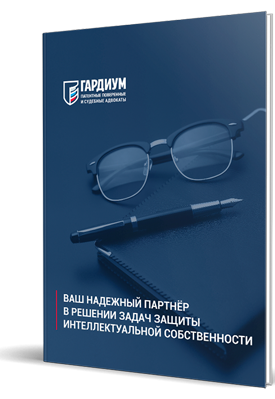 ГАРДИУМ
ПАТЕНТНЫЕ ПОВЕРЕННЫЕ
И СУДЕБНЫЕ АДВОКАТЫ
ВАШ НАДЕЖНЫЙ ПАРТНЁР
В РЕШЕНИИ ЗАДАЧ ЗАЩИТЫ
ИНТЕЛЛЕКТУАЛЬНОЙ СОБСТВЕННОСТИ